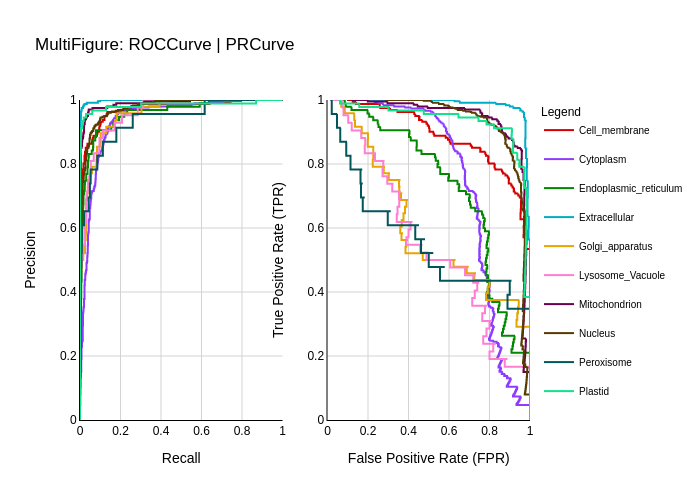 MultiFigure: ROCCurve | PRCurve
Precision
1
0.8
0.6
0.4
0.2
0
0 0.2 0.4 0.6 0.8 1
Recall
True Positive Rate (TPR)
1
0.8
0.6
0.4
0.2
0
0 0.2 0.4 0.6 0.8 1
False Positive Rate (FPR)
Legend
Cell_membrane
Cytoplasm
Endoplasmic_reticulum
Extracellular
Golgi_apparatus
Lysosome_Vacuole
Mitochondrion
Nucleus
Peroxisome
Plastid